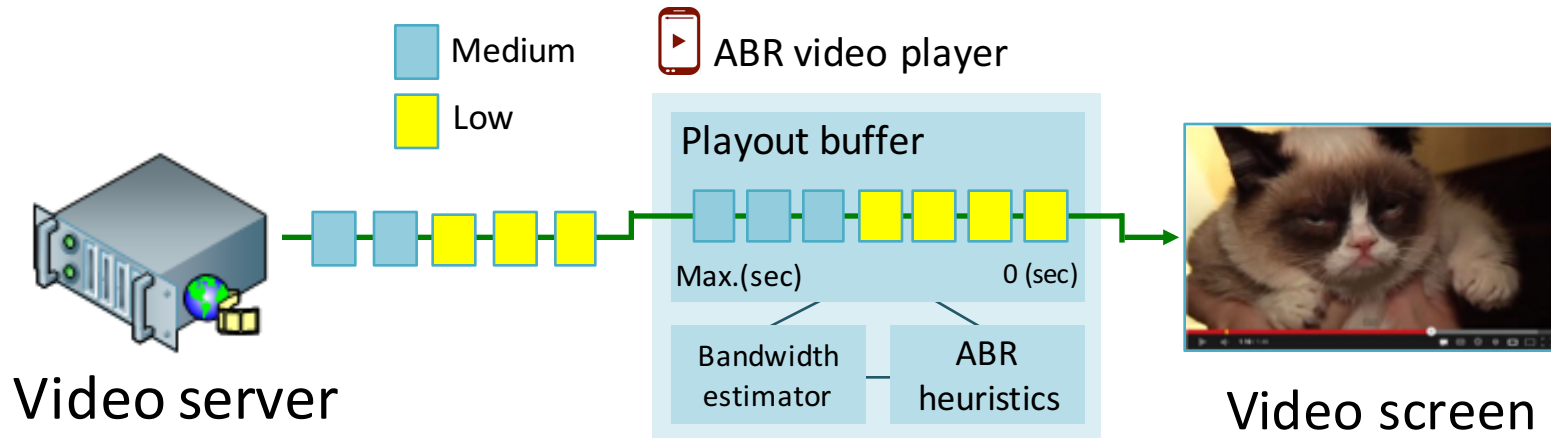 Medium
Low
ABR video player
Playout buffer
Max.(sec)
0 (sec)
Bandwidth
estimator
ABR
heuristics
Video server
Video screen